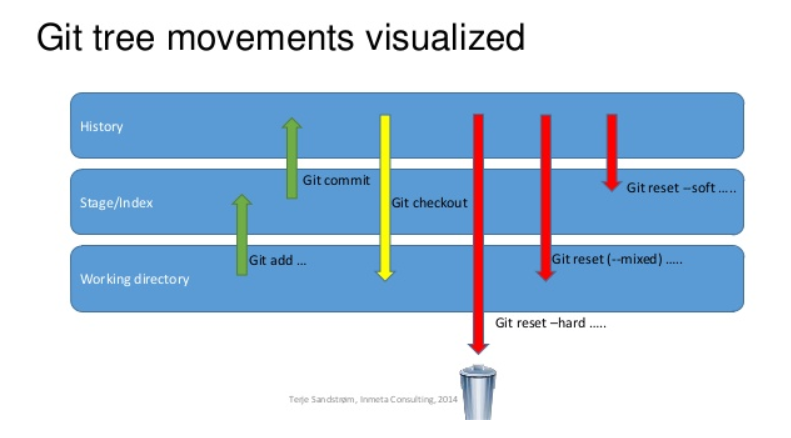 Git tree movements visualized
History
Git commit
Git reset --soft .....
Stage/Index
Git checkout
Git add ...
Git reset (--mixed) .....
Working directory
Git reset –hard .....
Terje Sandstrøm, Inmeta Consulting, 2014